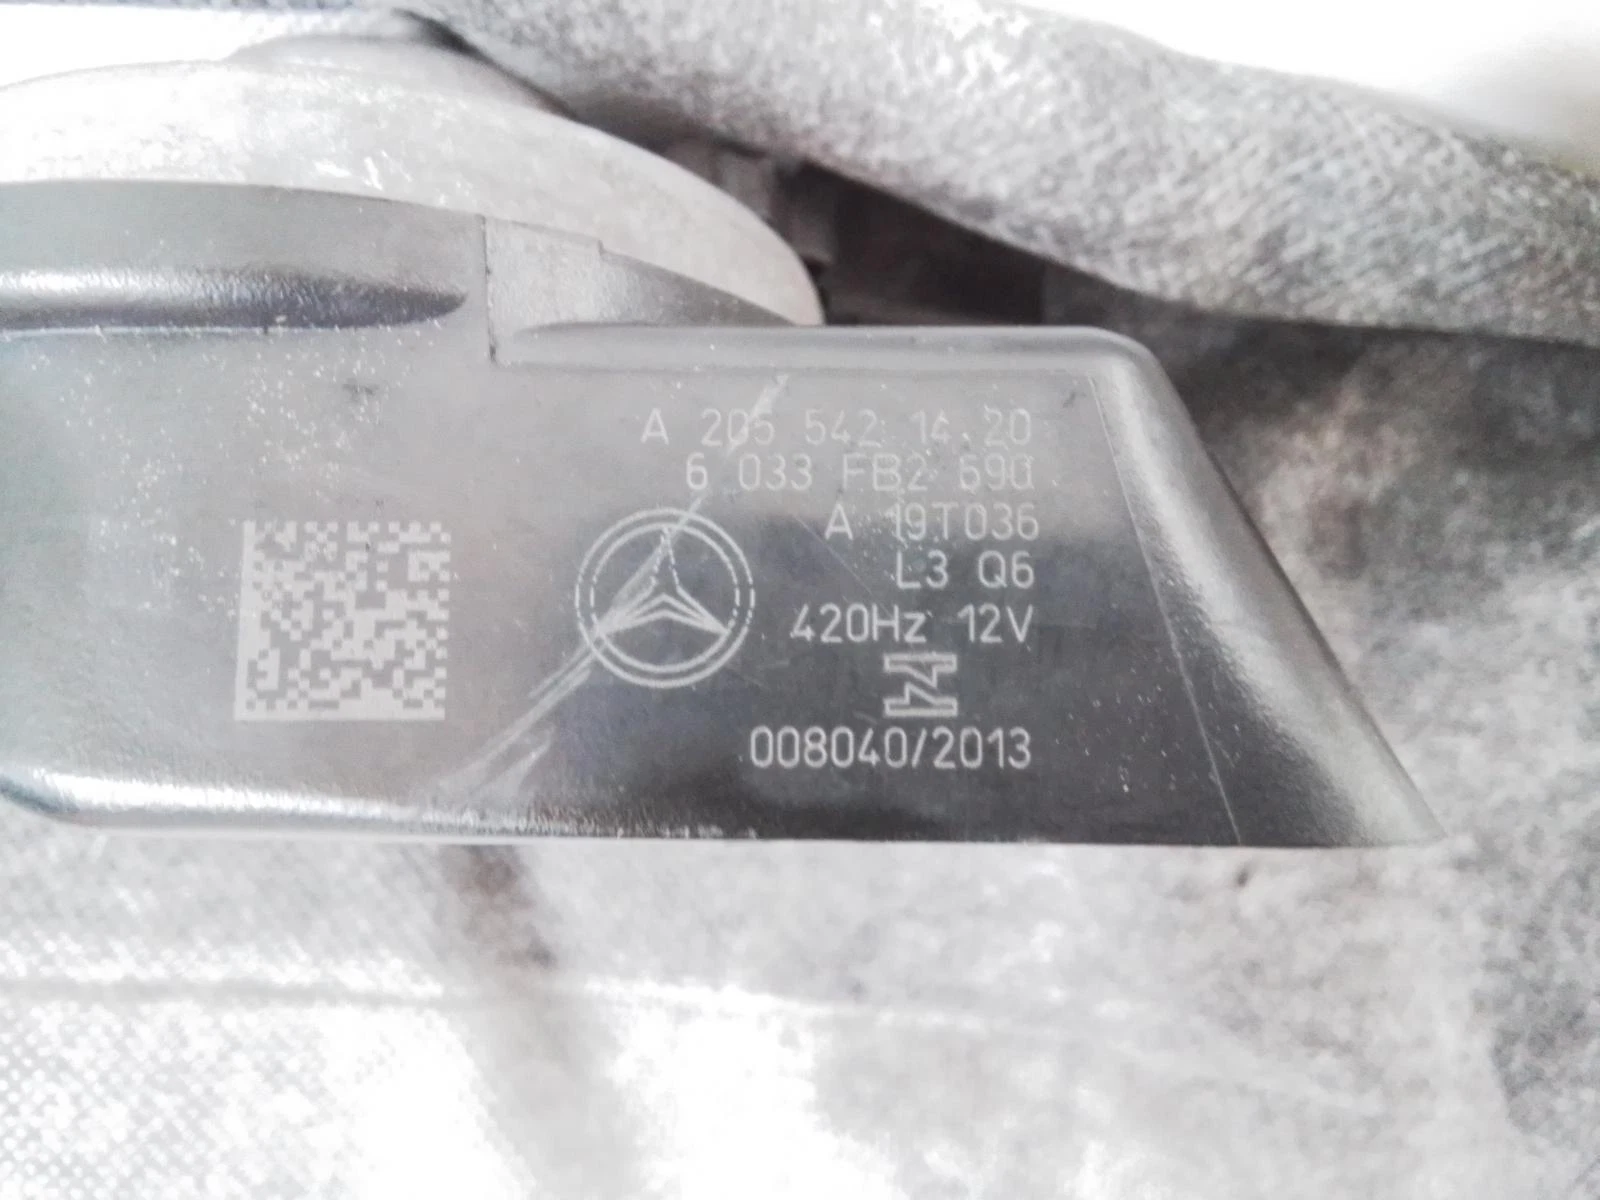 A 205 542 14 20
6 033 FB2 690
A 19T036
L3 Q6
420Hz 12V
008040/2013